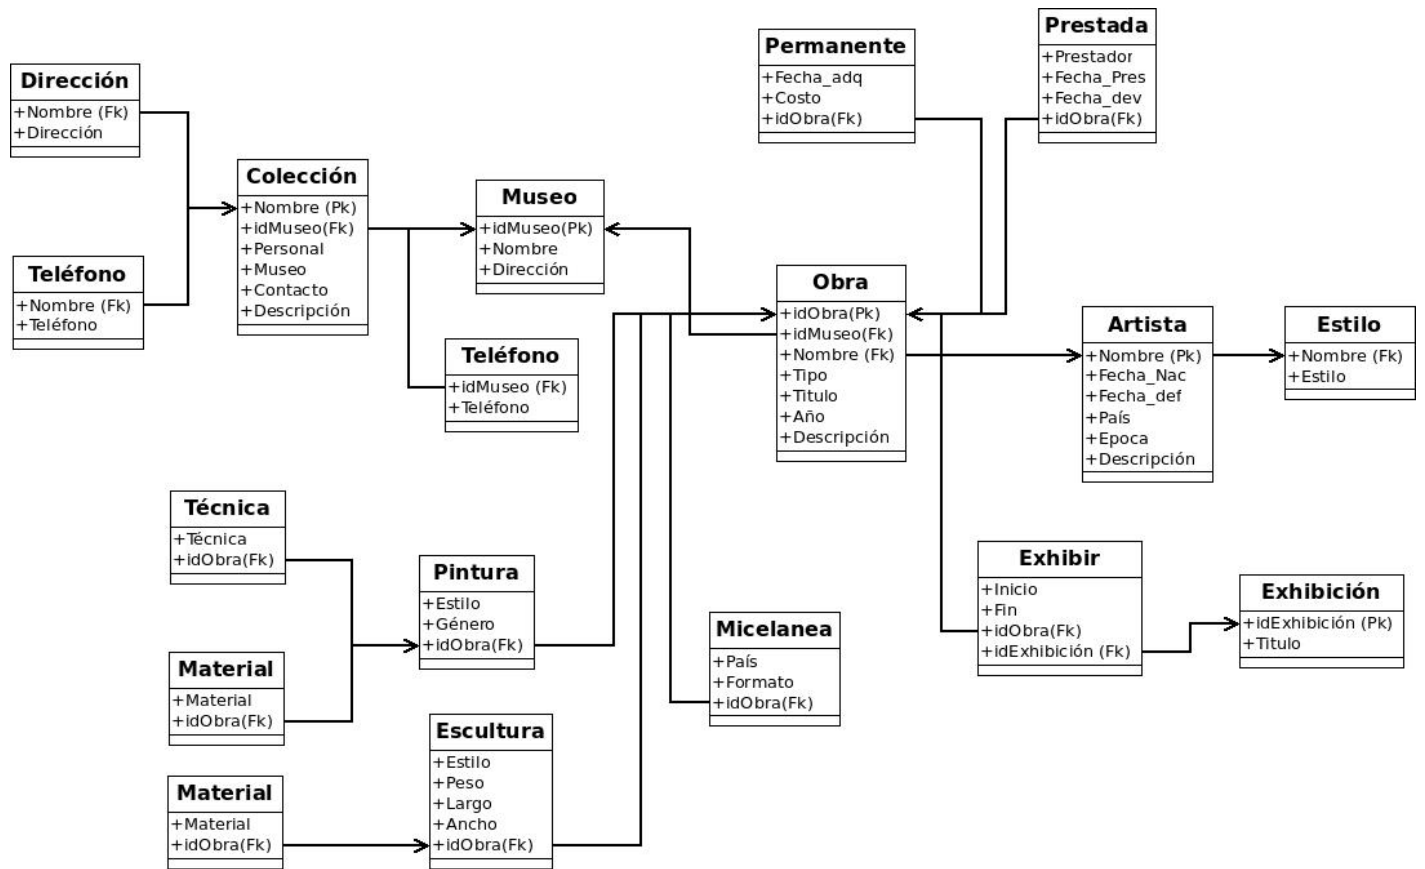 Dirección
+Nombre (Fk)
+Dirección
Teléfono
+Nombre (Fk)
+Teléfono
Colección
+Nombre (Pk)
+idMuseo(Fk)
+Personal
+Museo
+Contacto
+Descripción
Museo
+idMuseo(Pk)
+Nombre
+Dirección
Teléfono
+idMuseo (Fk)
+Teléfono
Permanente
+Fecha_adq
+Costo
+idObra(Fk)
Prestada
+Prestador
+Fecha_Pres
+Fecha_dev
+idObra(Fk)
Obra
+idObra(Pk)
+idMuseo(Fk)
+Nombre (Fk)
+Tipo
+Titulo
+Año
+Descripción
Artista
+Nombre (Pk)
+Fecha_Nac
+Fecha_def
+País
+Epoca
+Descripción
Estilo
+Nombre (Fk)
+Estilo
Técnica
+Técnica
+idObra(Fk)
Material
+Material
+idObra(Fk)
Material
+Material
+idObra(Fk)
Pintura
+Estilo
+Género
+idObra(Fk)
Escultura
+Estilo
+Peso
+Largo
+Ancho
+idObra(Fk)
Micelanea
+País
+Formato
+idObra(Fk)
Exhibir
+Inicio
+Fin
+idObra(Fk)
+idExhibición (Fk)
Exhibición
+idExhibición (Pk)
+Titulo